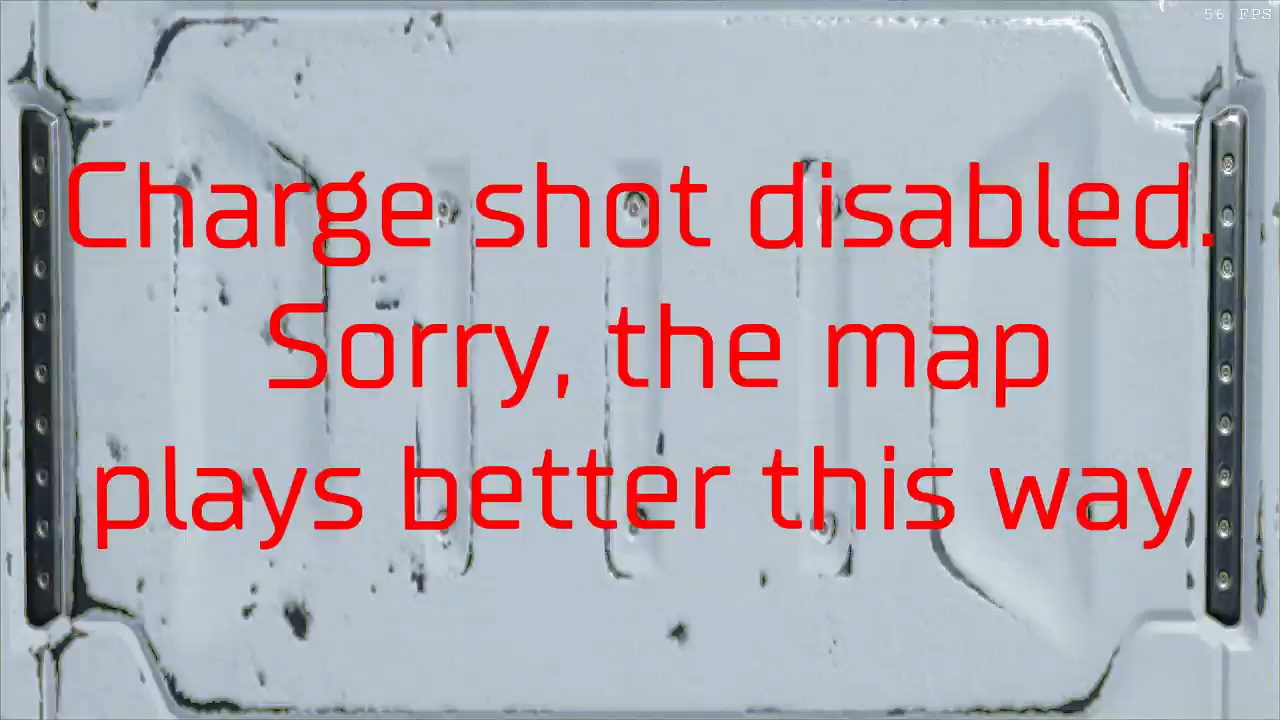 56 FPS
Charge shot disabled.
Sorry, the map
plays better this way